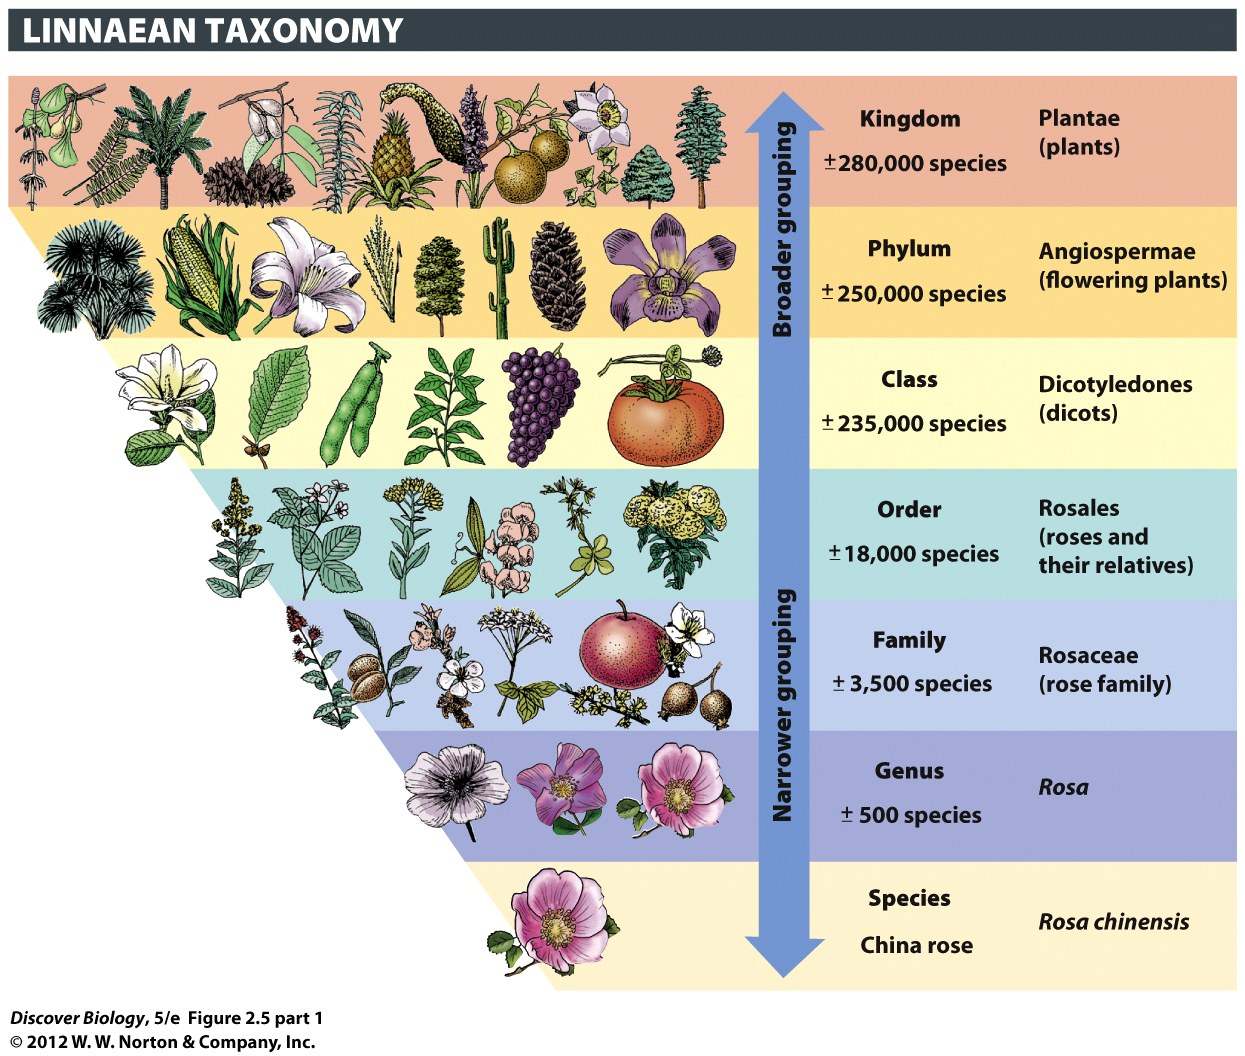 LINNAEAN TAXONOMY
Broader grouping
Narrower grouping
Kingdom
±280,000 species
Plantae
(plants)
Phylum
±250,000 species
Angiospermae
(flowering plants)
Class
±235,000 species
Dicotyledones
(dicots)
Order
±18,000 species
Rosales
(roses and
their relatives)
Family
± 3,500 species
Rosaceae
(rose family)
Genus
± 500 species
Rosa
Species
China rose
Rosa chinensis
Discover Biology, 5/e Figure 2.5 part 1
© 2012 W. W. Norton & Company, Inc.